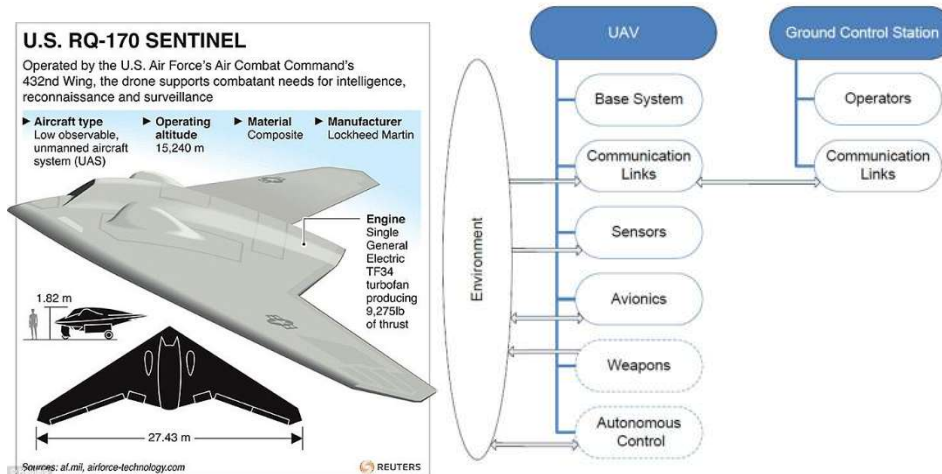 U.S. RQ-170 SENTINEL
Operated by the U.S. Air Force's Air Combat Command's
432nd Wing, the drone supports combatant needs for intelligence,
reconnaissance and surveillance
Aircraft type
Low observable,
unmanned aircraft
system (UAS)
Operating
altitude
15,240 m
Material
Composite
Manufacturer
Lockheed Martin
Engine
Single
General
Electric
TF34
turbofan
producing
9,275lb
of thrust
1.82 m
27.43 m
Sources: af.mil, airforce-technology.com
REUTERS
Environment
UAV
Base System
Communication
Links
Sensors
Avionics
Weapons
Autonomous
Control
Ground Control Station
Operators
Communication
Links